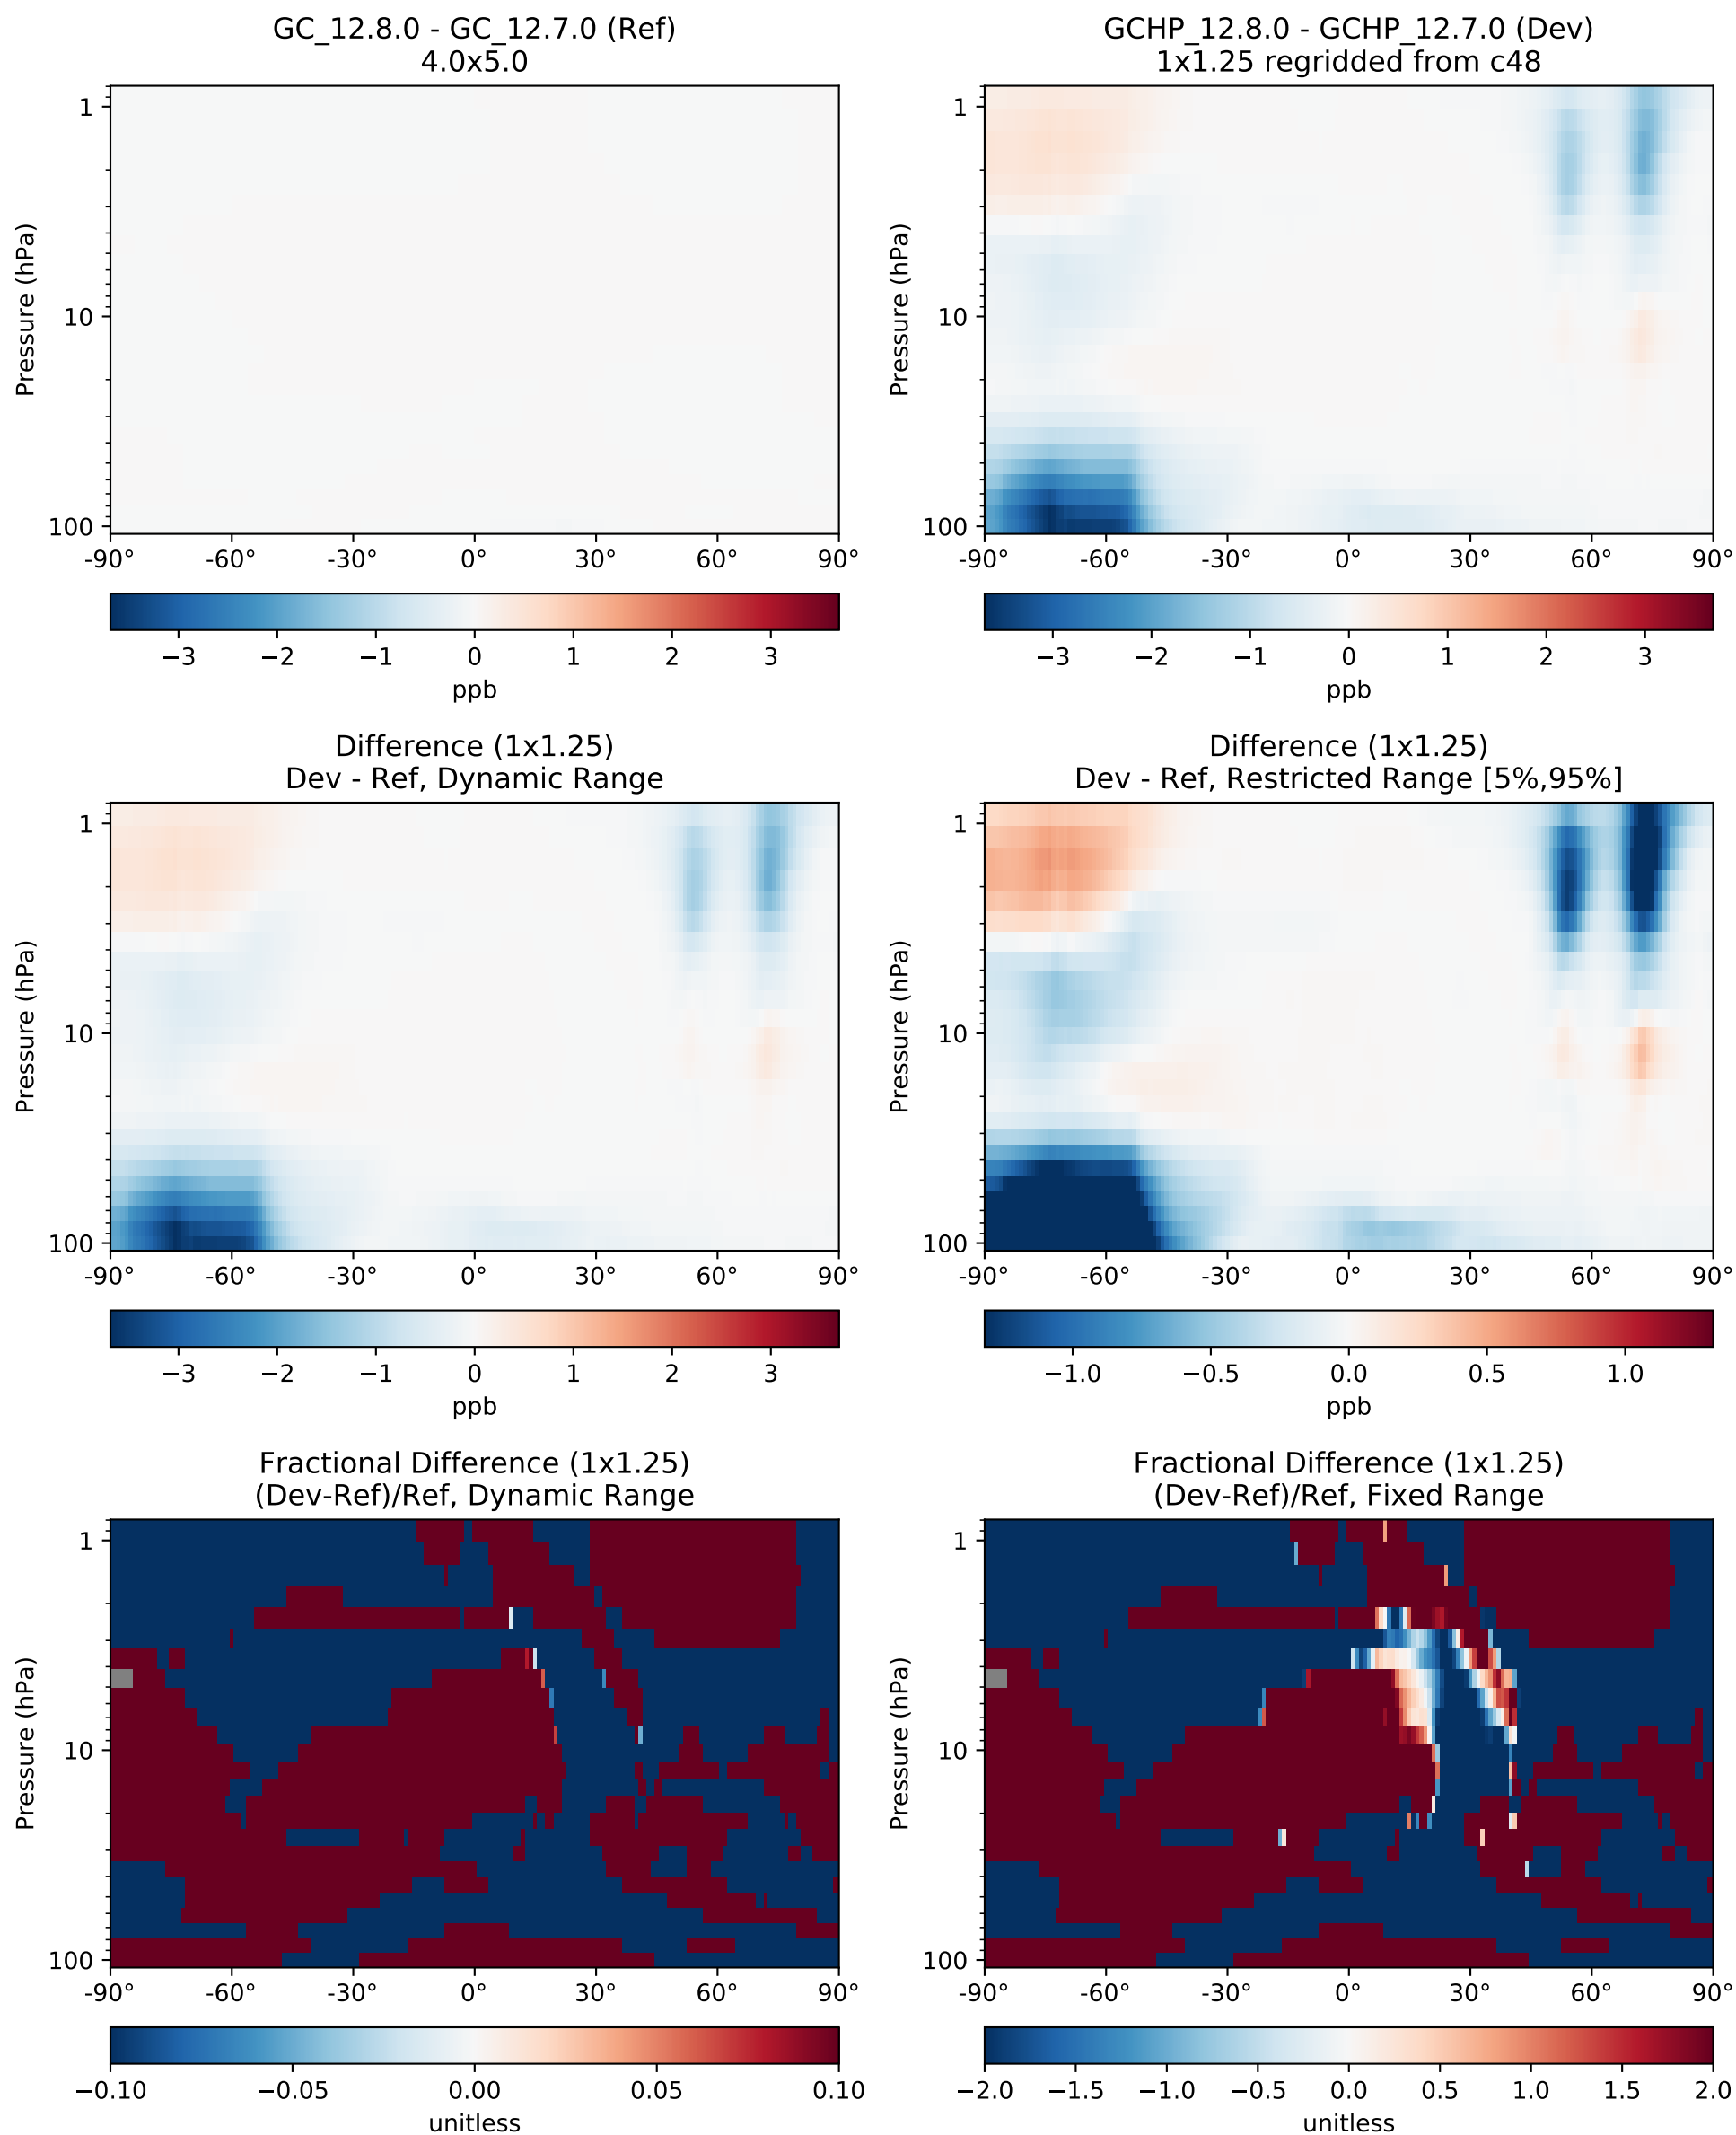 GC_12.8.0 - GC_12.7.0 (Ref)
4.0x5.0
Pressure (hPa)
1
10
100
-90° -60° -30° 0° 30° 60° 90°
−3 −2 −1 0 1 2 3
ppb
GCHP_12.8.0 - GCHP_12.7.0 (Dev)
1x1.25 regridded from c48
Pressure (hPa)
1
10
100
-90° -60° -30° 0° 30° 60° 90°
−3 −2 −1 0 1 2 3
ppb
Difference (1x1.25)
Dev - Ref, Dynamic Range
Pressure (hPa)
1
10
100
-90° -60° -30° 0° 30° 60° 90°
−3 −2 −1 0 1 2 3
ppb
Difference (1x1.25)
Dev - Ref, Restricted Range [5%,95%]
Pressure (hPa)
1
10
100
-90° -60° -30° 0° 30° 60° 90°
−1.0 −0.5 0.0 0.5 1.0
ppb
Fractional Difference (1x1.25)
(Dev-Ref)/Ref, Dynamic Range
Pressure (hPa)
1
10
100
-90° -60° -30° 0° 30° 60° 90°
−0.10 −0.05 0.00 0.05 0.10
unitless
Fractional Difference (1x1.25)
(Dev-Ref)/Ref, Fixed Range
Pressure (hPa)
1
10
100
-90° -60° -30° 0° 30° 60° 90°
−2.0 −1.5 −1.0 −0.5 0.0 0.5 1.0 1.5 2.0
unitless